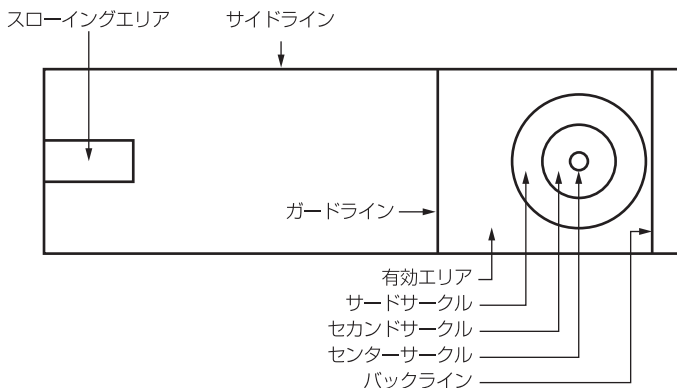 スローイングエリア
サイドライン
ガードライン
有効エリア
サードサークル
セカンドサークル
センターサークル
バックライン